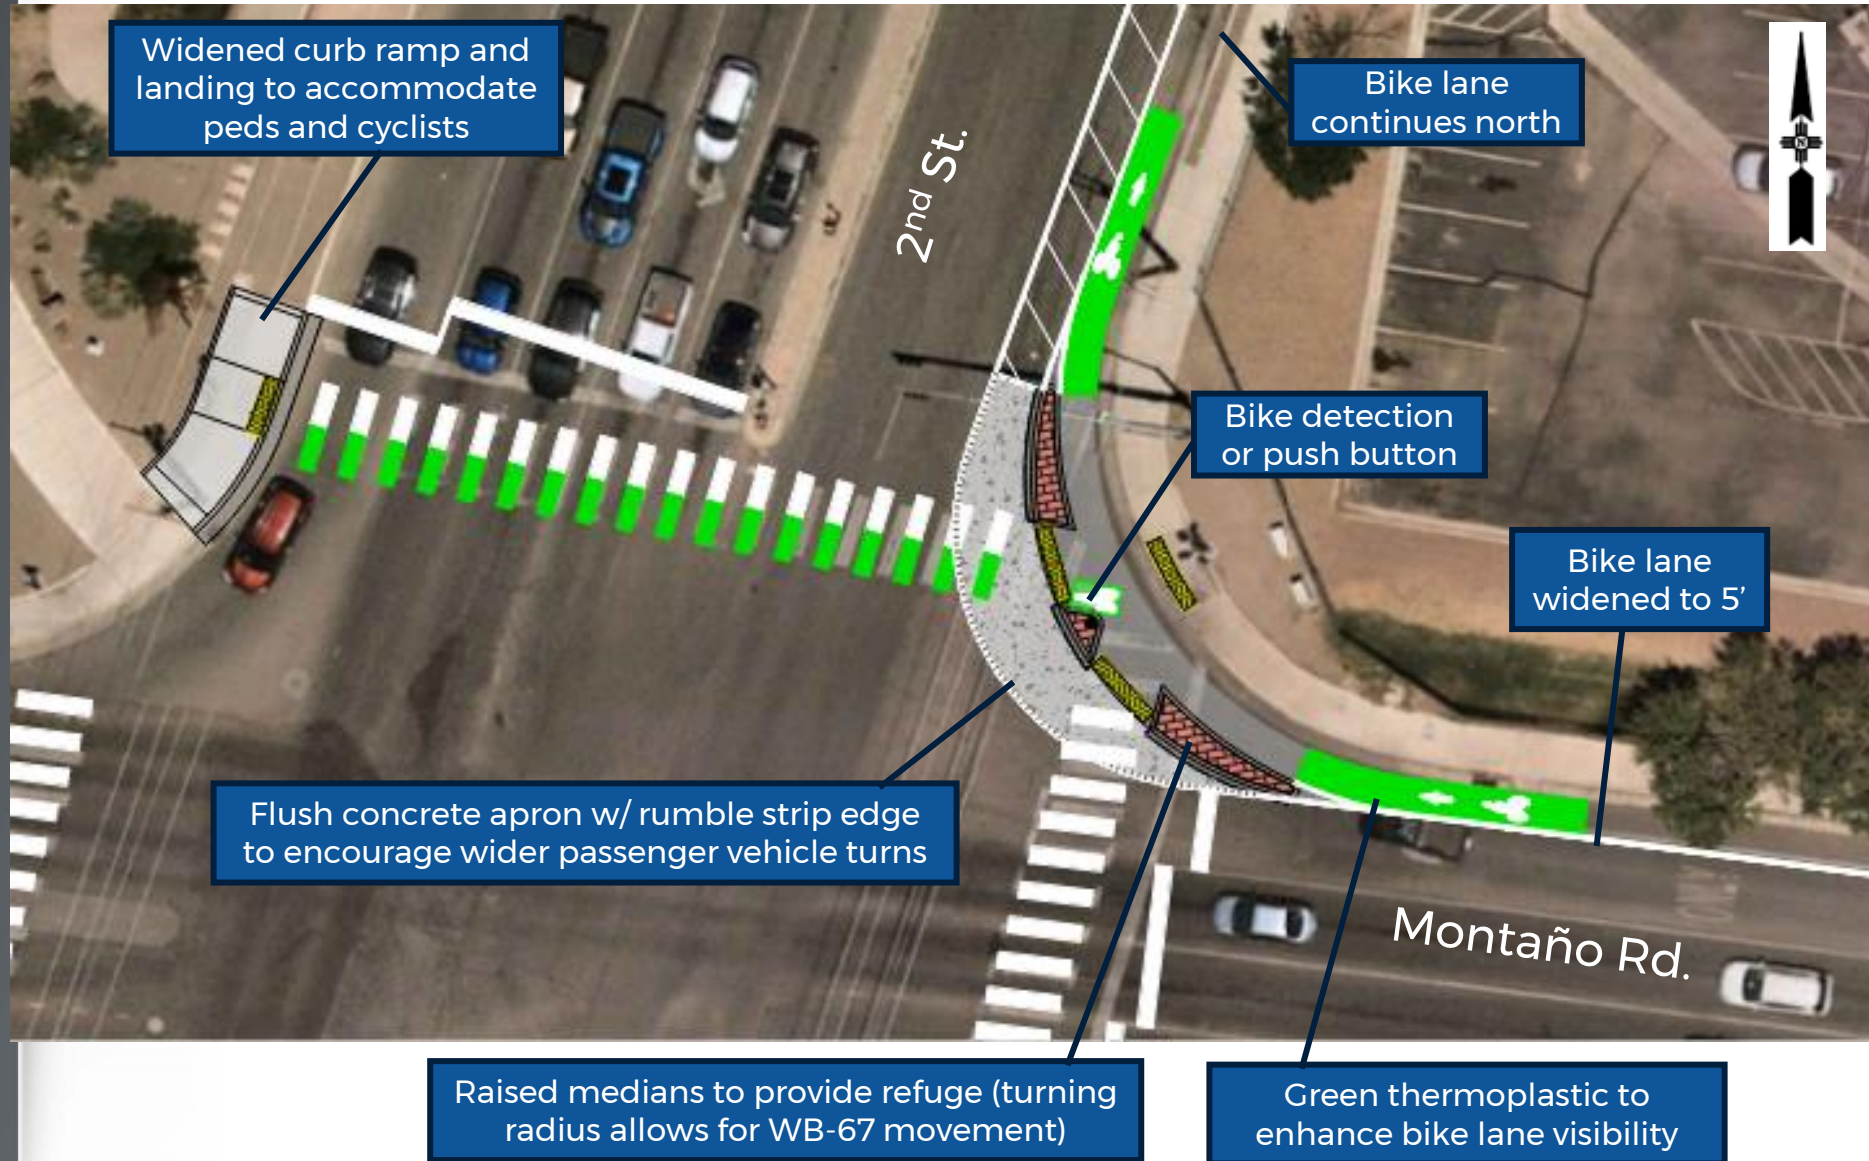 Widened curb ramp and
landing to accommodate
peds and cyclists
Bike lane
continues north
N
2nd St.
Bike detection
or push button
Bike lane
widened to 5’
Flush concrete apron w/ rumble strip edge
to encourage wider passenger vehicle turns
Montaño Rd.
Raised medians to provide refuge (turning
radius allows for WB-67 movement)
Green thermoplastic to
enhance bike lane visibility